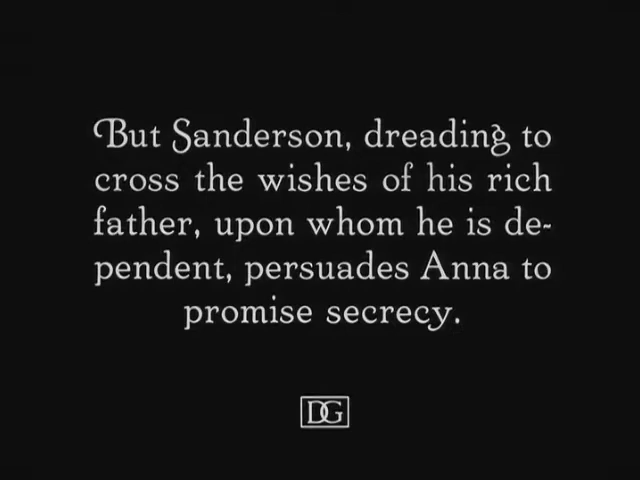 But Sanderson, dreading to
cross the wishes of his rich
father, upon whom he is de-
pendent, persuades Anna to
promise secrecy.
DG